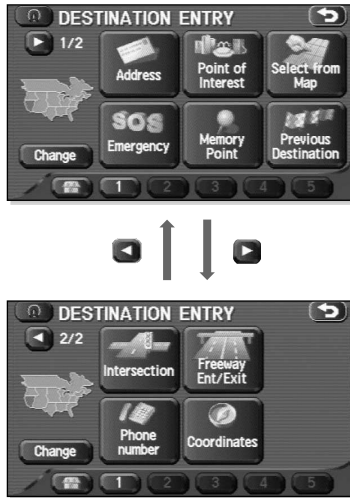 DESTINATION ENTRY
1/2
Address
Point of
Interest
Select from
Map
SOS
Emergency
Memory
Point
Previous
Destination
Change
1 2 3 4 5
DESTINATION ENTRY
2/2
Intersection
Freeway
Ent/Exit
Phone
number
Coordinates
Change
1 2 3 4 5